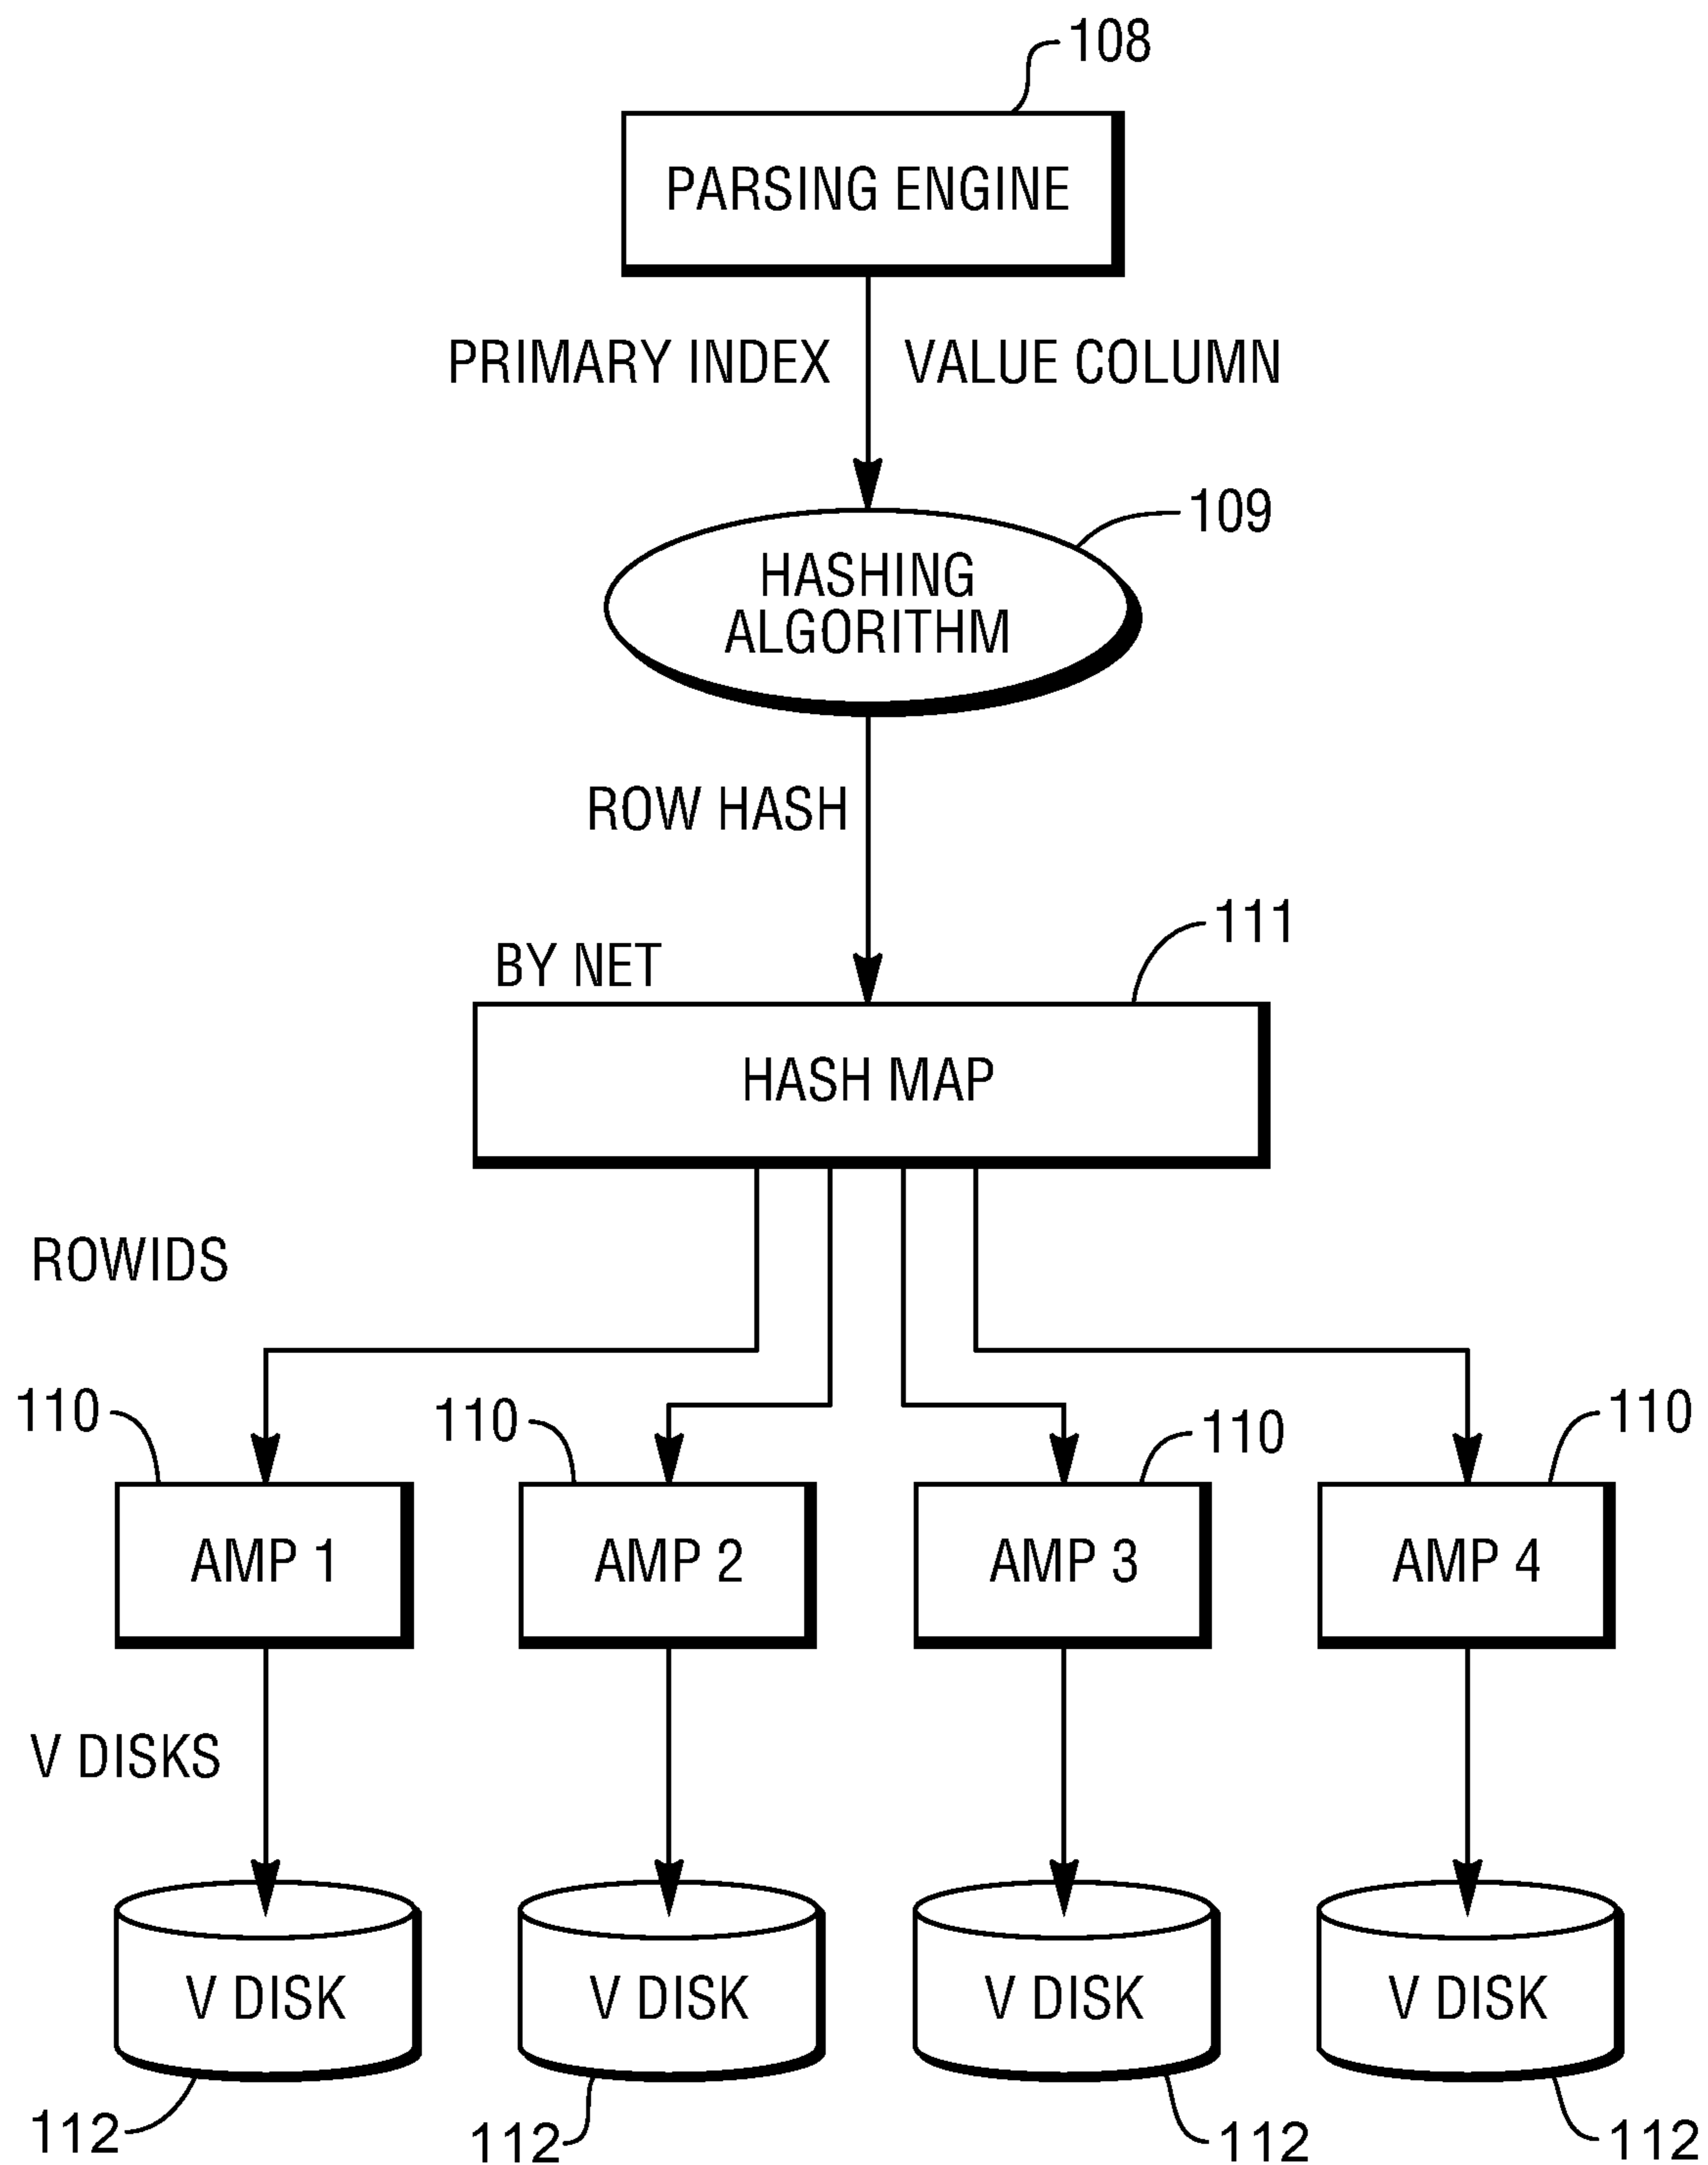 108
PARSING ENGINE
PRIMARY INDEX VALUE COLUMN
109
HASHING
ALGORITHM
ROW HASH
111
BY NET
HASH MAP
ROWIDS
110 110 110 110
AMP 1 AMP 2 AMP 3 AMP 4
V DISKS
V DISK V DISK V DISK V DISK
112 112 112 112